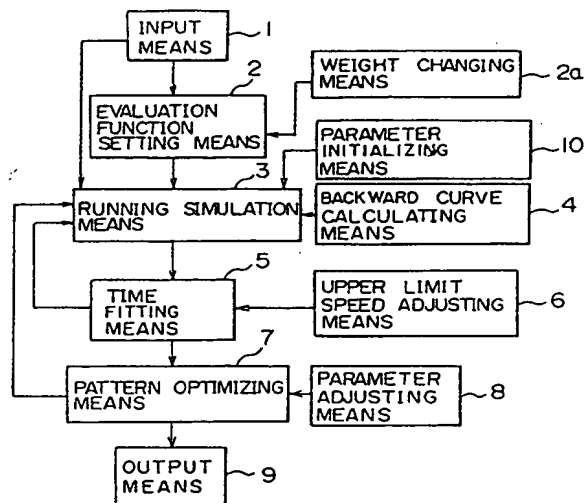 INPUT
MEANS
1
2
EVALUATION
FUNCTION
SETTING MEANS
WEIGHT CHANGING
MEANS
2a
PARAMETER
INITIALIZING
MEANS
10
3
RUNNING SIMULATION
MEANS
BACKWARD CURVE
CALCULATING
MEANS
4
5
TIME
FITTING
MEANS
UPPER LIMIT
SPEED ADJUSTING
MEANS
6
7
PATTERN OPTIMIZING
MEANS
PARAMETER
ADJUSTING
MEANS
8
OUTPUT
MEANS
9